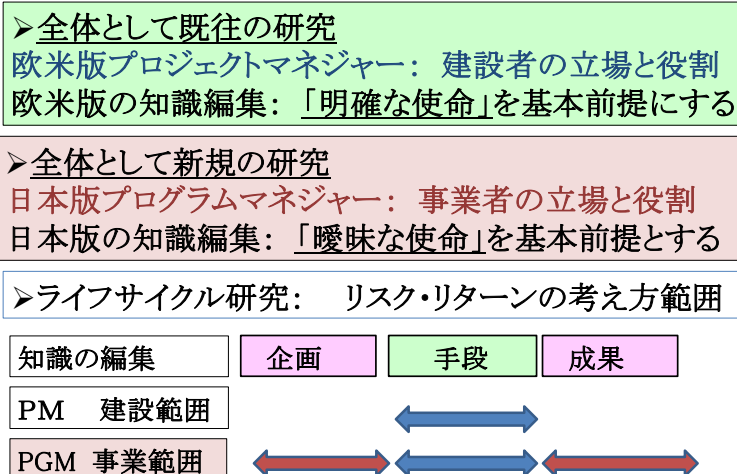 ➢全体として既往の研究
欧米版プロジェクトマネジャー： 建設者の立場と役割
欧米版の知識編集：「明確な使命」を基本前提にする
➢全体として新規の研究
日本版プログラムマネジャー： 事業者の立場と役割
日本版の知識編集：「曖昧な使命」を基本前提とする
➢ライフサイクル研究： リスク・リターンの考え方範囲
知識の編集 企画 手段 成果
PM 建設範囲
PGM 事業範囲